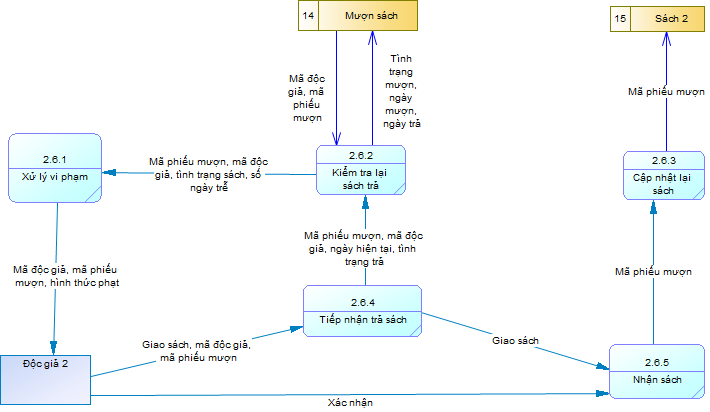 14 Mượn sách
15 Sách 2
Mã độc
giả, mã
phiếu
mượn
Tình
trạng
mượn,
ngày
mượn,
ngày trả
Mã phiếu mượn
2.6.1
Xử lý vi phạm
Mã phiếu mượn, mã độc
giả, tình trạng sách, số
ngày trễ
2.6.2
Kiểm tra lại
sách trả
2.6.3
Cập nhật lại
sách
Mã độc giả, mã phiếu
mượn, hình thức phạt
Mã phiếu mượn, mã độc
giả, ngày hiện tại, tình
trạng trả
Mã phiếu mượn
2.6.4
Tiếp nhận trả sách
Giao sách, mã độc giả,
mã phiếu mượn
Giao sách
Độc giả 2
2.6.5
Nhận sách
Xác nhận